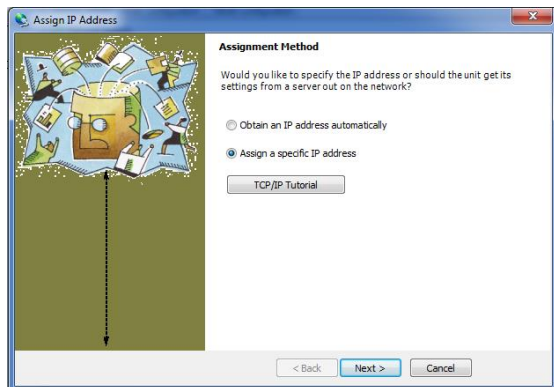 Assign IP Address
Assignment Method
Would you like to specify the IP address or should the unit get its
settings from a server out on the network?
Obtain an IP address automatically
Assign a specific IP address
TCP/IP Tutorial
< Back
Next >
Cancel